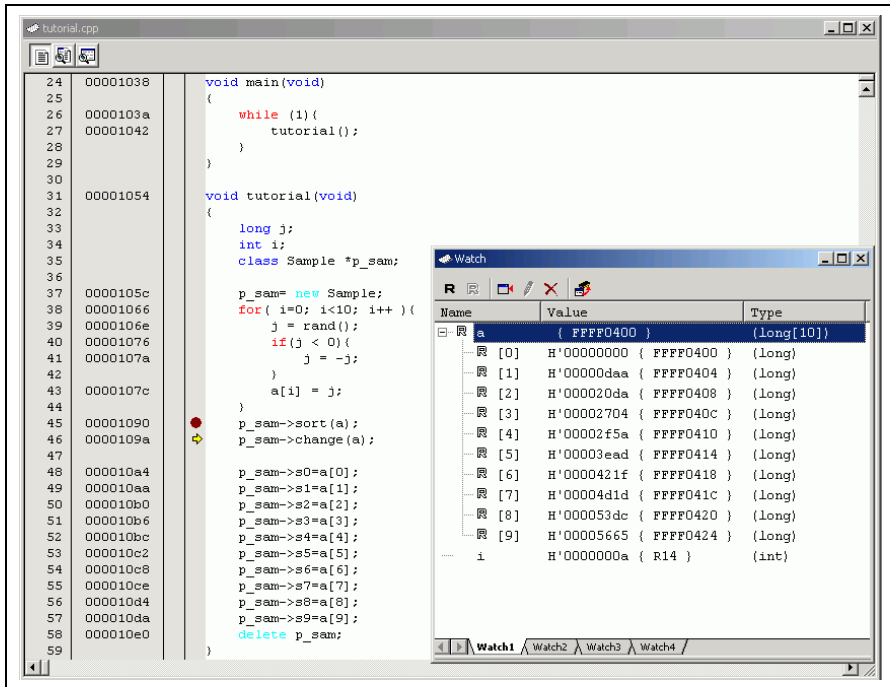 tutorial.cpp
24 00001038 void main(void)
25 {
26 0000103a while (1){
27 00001042 tutorial();
28 }
29 }
30
31 00001054 void tutorial(void)
32 {
33 long j;
34 int i;
35 class Sample *p_sam;
36
37 0000105c p_sam= new Sample;
38 00001066 for( i=0; i<10; i++ ){
39 0000106e j = rand();
40 00001076 if(j < 0){
41 0000107a j = -j;
42 }
43 0000107c a[i] = j;
44 }
45 00001090 p_sam->sort(a);
46 0000109a p_sam->change(a);
47
48 000010a4 p_sam->s0=a[0];
49 000010aa p_sam->s1=a[1];
50 000010b0 p_sam->s2=a[2];
51 000010b6 p_sam->s3=a[3];
52 000010bc p_sam->s4=a[4];
53 000010c2 p_sam->s5=a[5];
54 000010c8 p_sam->s6=a[6];
55 000010ce p_sam->s7=a[7];
56 000010d4 p_sam->s8=a[8];
57 000010da p_sam->s9=a[9];
58 000010e0 delete p_sam;
59 }
Watch
R R
Name Value Type
R a { FFFF0400 } (long[10])
R [0] H'00000000 { FFFF0400 } (long)
R [1] H'00000daa { FFFF0404 } (long)
R [2] H'000020da { FFFF0408 } (long)
R [3] H'00002704 { FFFF040C } (long)
R [4] H'00002f5a { FFFF0410 } (long)
R [5] H'00003ead { FFFF0414 } (long)
R [6] H'0000421f { FFFF0418 } (long)
R [7] H'00004d1d { FFFF041C } (long)
R [8] H'000053dc { FFFF0420 } (long)
R [9] H'00005665 { FFFF0424 } (long)
i H'0000000a { R14 } (int)
Watch1 Watch2 Watch3 Watch4